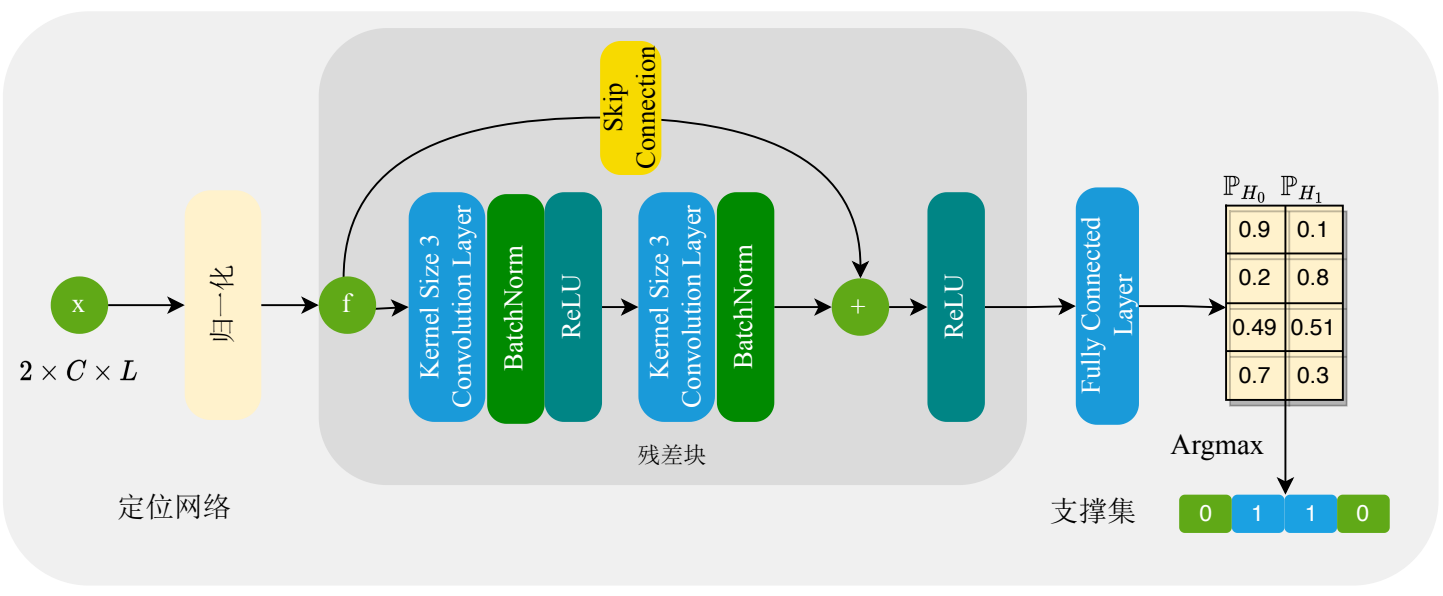 x
2 × C × L
归一化
f
Skip
Connection
Kernel Size 3
Convolution Layer
BatchNorm
ReLU
Kernel Size 3
Convolution Layer
BatchNorm
+
ReLU
残差块
Fully Connected
Layer
ℙ_{H_0} ℙ_{H_1}
0.9 0.1
0.2 0.8
0.49 0.51
0.7 0.3
Argmax
定位网络
支撑集
0 1 1 0